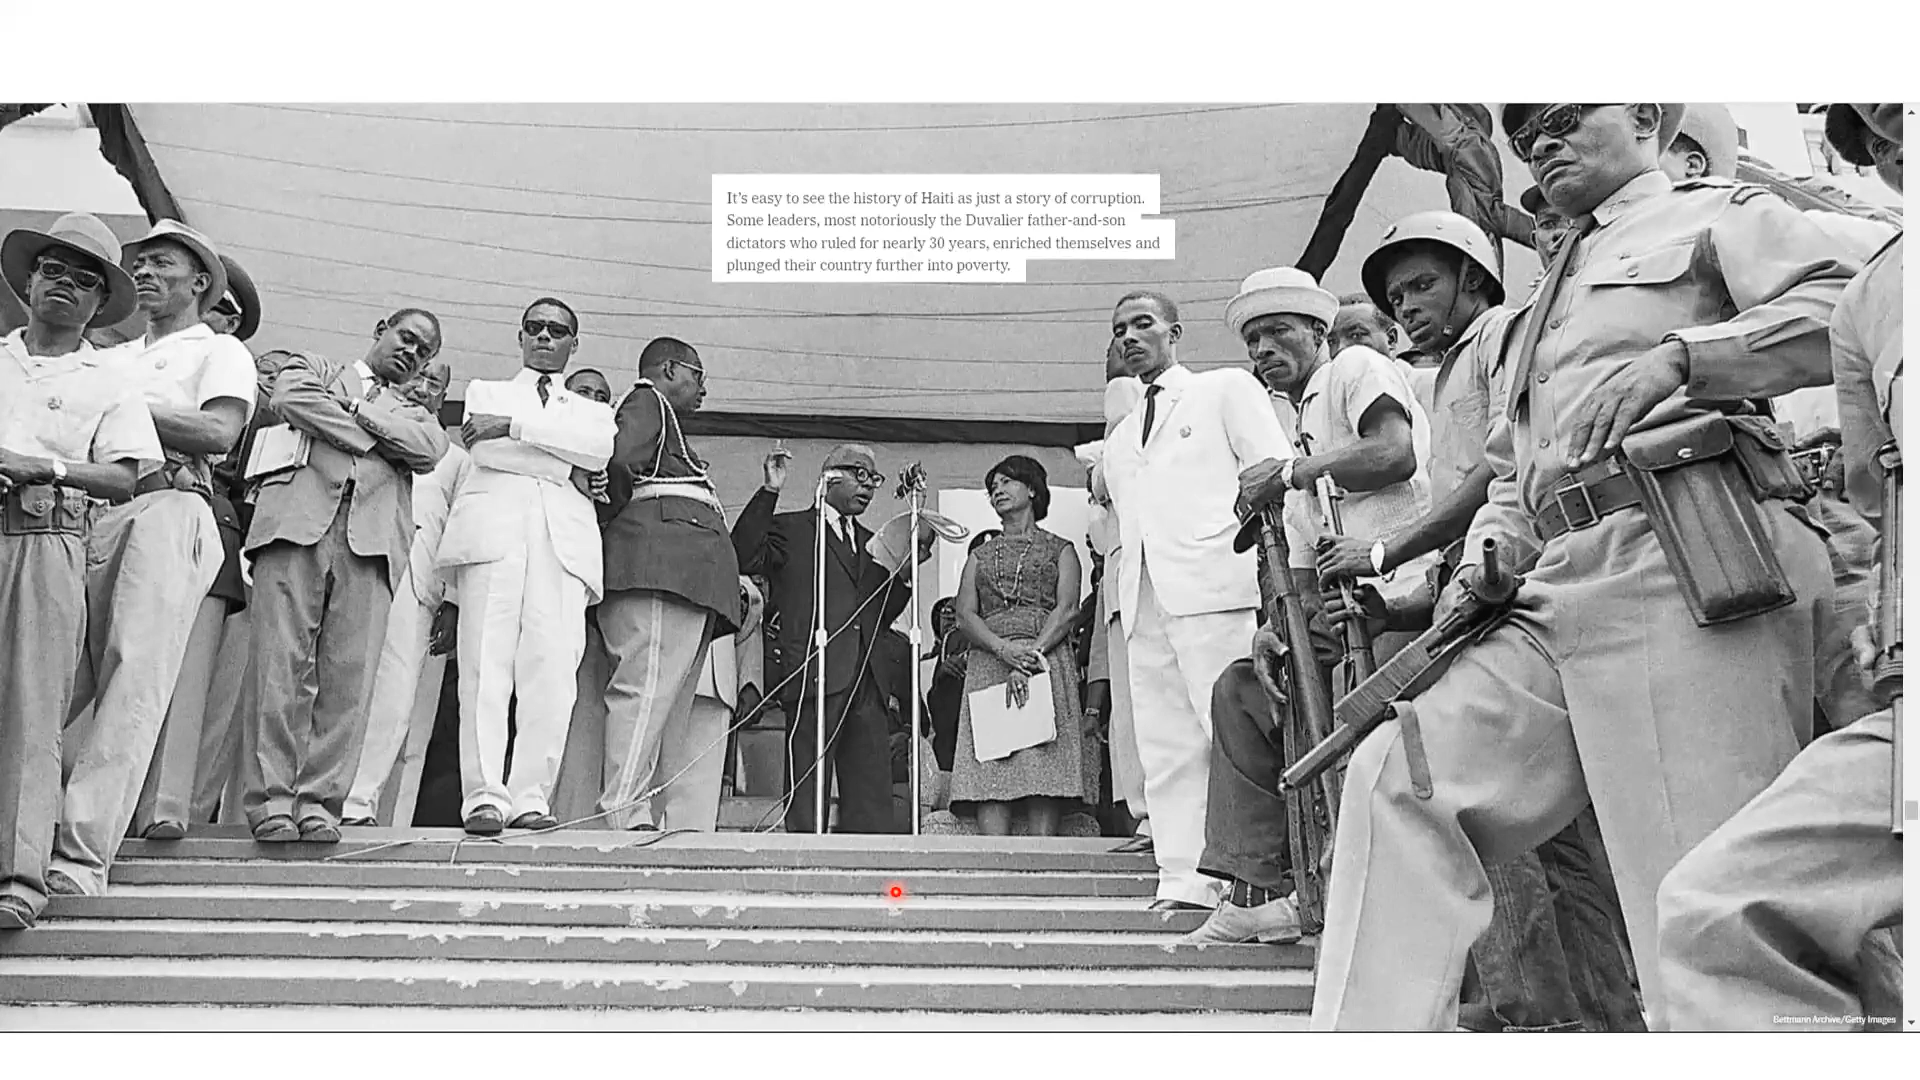 It’s easy to see the history of Haiti as just a story of corruption.
Some leaders, most notoriously the Duvalier father-and-son
dictators who ruled for nearly 30 years, enriched themselves and
plunged their country further into poverty.
Bettmann Archive/Getty Images